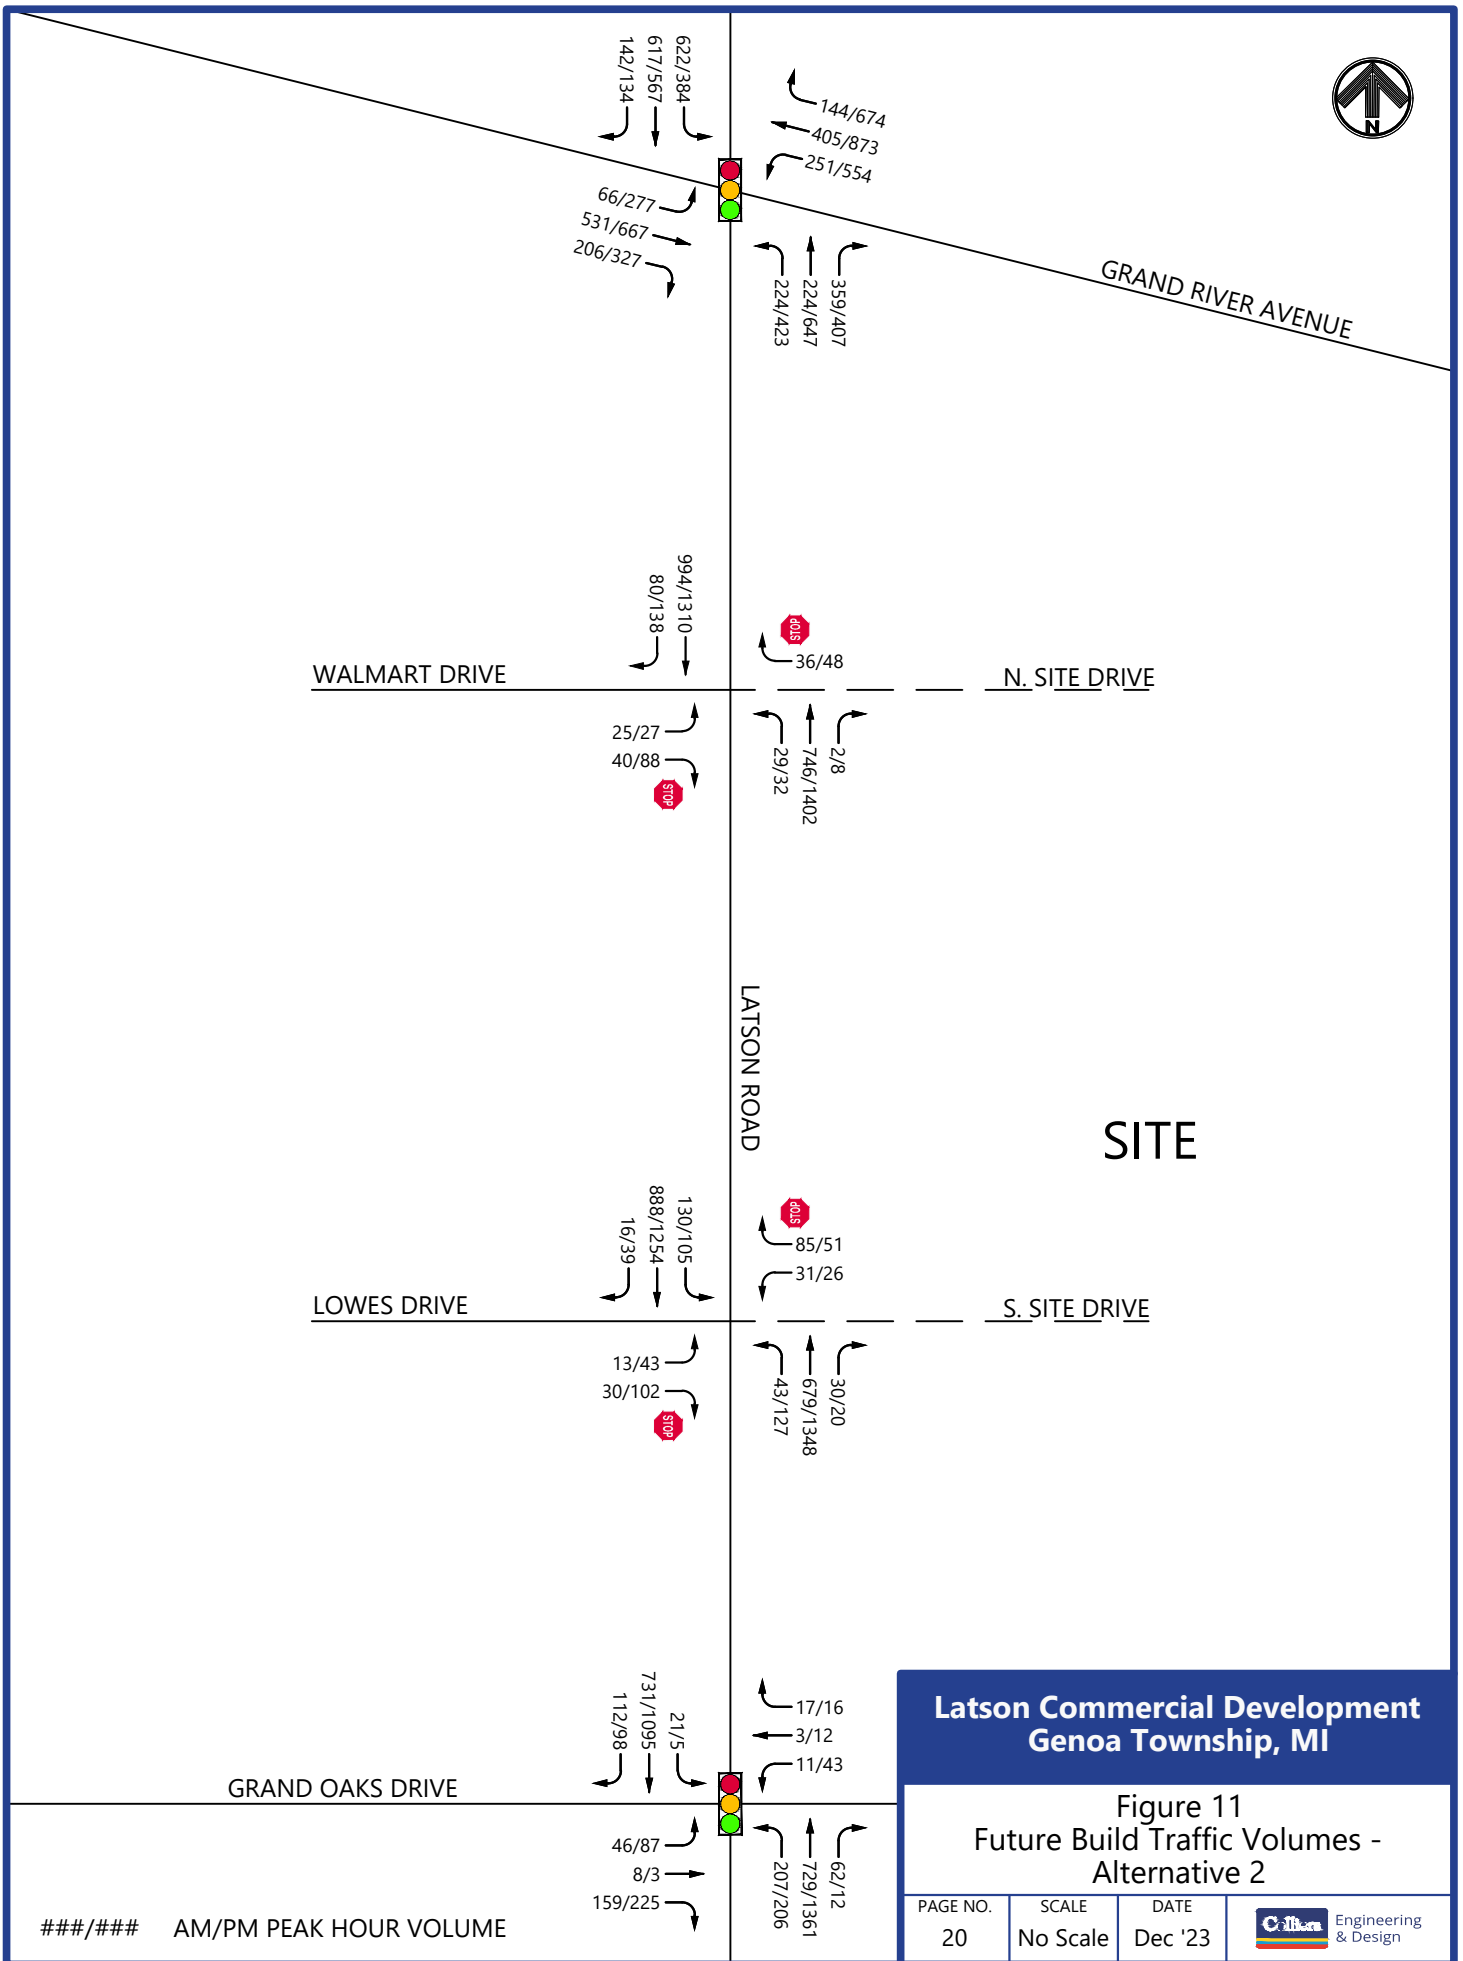 622/384
617/567
142/134
144/674
405/873
251/554
N
66/277
531/667
206/327
359/407
224/647
224/423
GRAND RIVER AVENUE
994/1310
80/138
STOP
36/48
WALMART DRIVE
N. SITE DRIVE
25/27
40/88
STOP
2/8
746/1402
29/32
LATSON ROAD
SITE
130/105
888/1254
16/39
STOP
85/51
31/26
LOWES DRIVE
S. SITE DRIVE
13/43
30/102
STOP
30/20
679/1348
43/127
21/5
731/1095
112/98
17/16
3/12
11/43
GRAND OAKS DRIVE
46/87
8/3
159/225
62/12
729/1361
207/206
###/### AM/PM PEAK HOUR VOLUME
Latson Commercial Development
Genoa Township, MI
Figure 11
Future Build Traffic Volumes -
Alternative 2
PAGE NO.
20
SCALE
No Scale
DATE
Dec '23
Colliers
Engineering
& Design